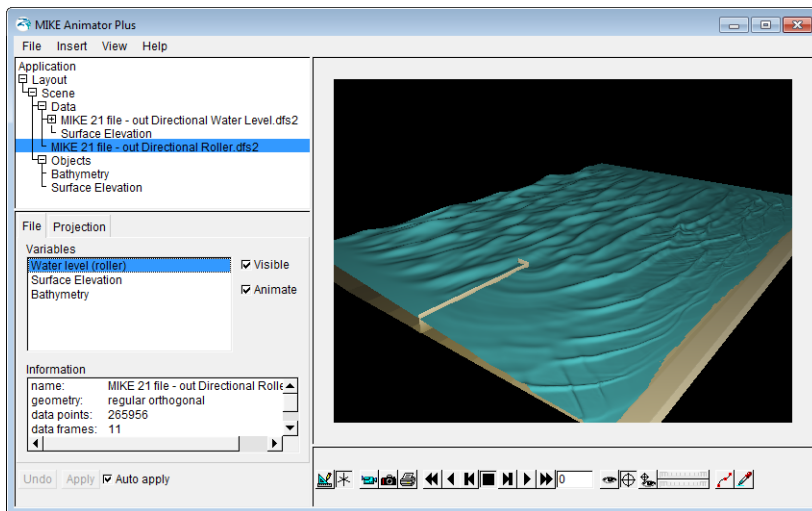 MIKE Animator Plus
File Insert View Help
Application
Layout
Scene
Data
MIKE 21 file - out Directional Water Level.dfs2
Surface Elevation
MIKE 21 file - out Directional Roller.dfs2
Objects
Bathymetry
Surface Elevation
File Projection
Variables
Water level (roller)
Surface Elevation
Bathymetry
Visible
Animate
Information
name: MIKE 21 file - out Directional Rolle
geometry: regular orthogonal
data points: 265956
data frames: 11
Undo Apply Auto apply
0